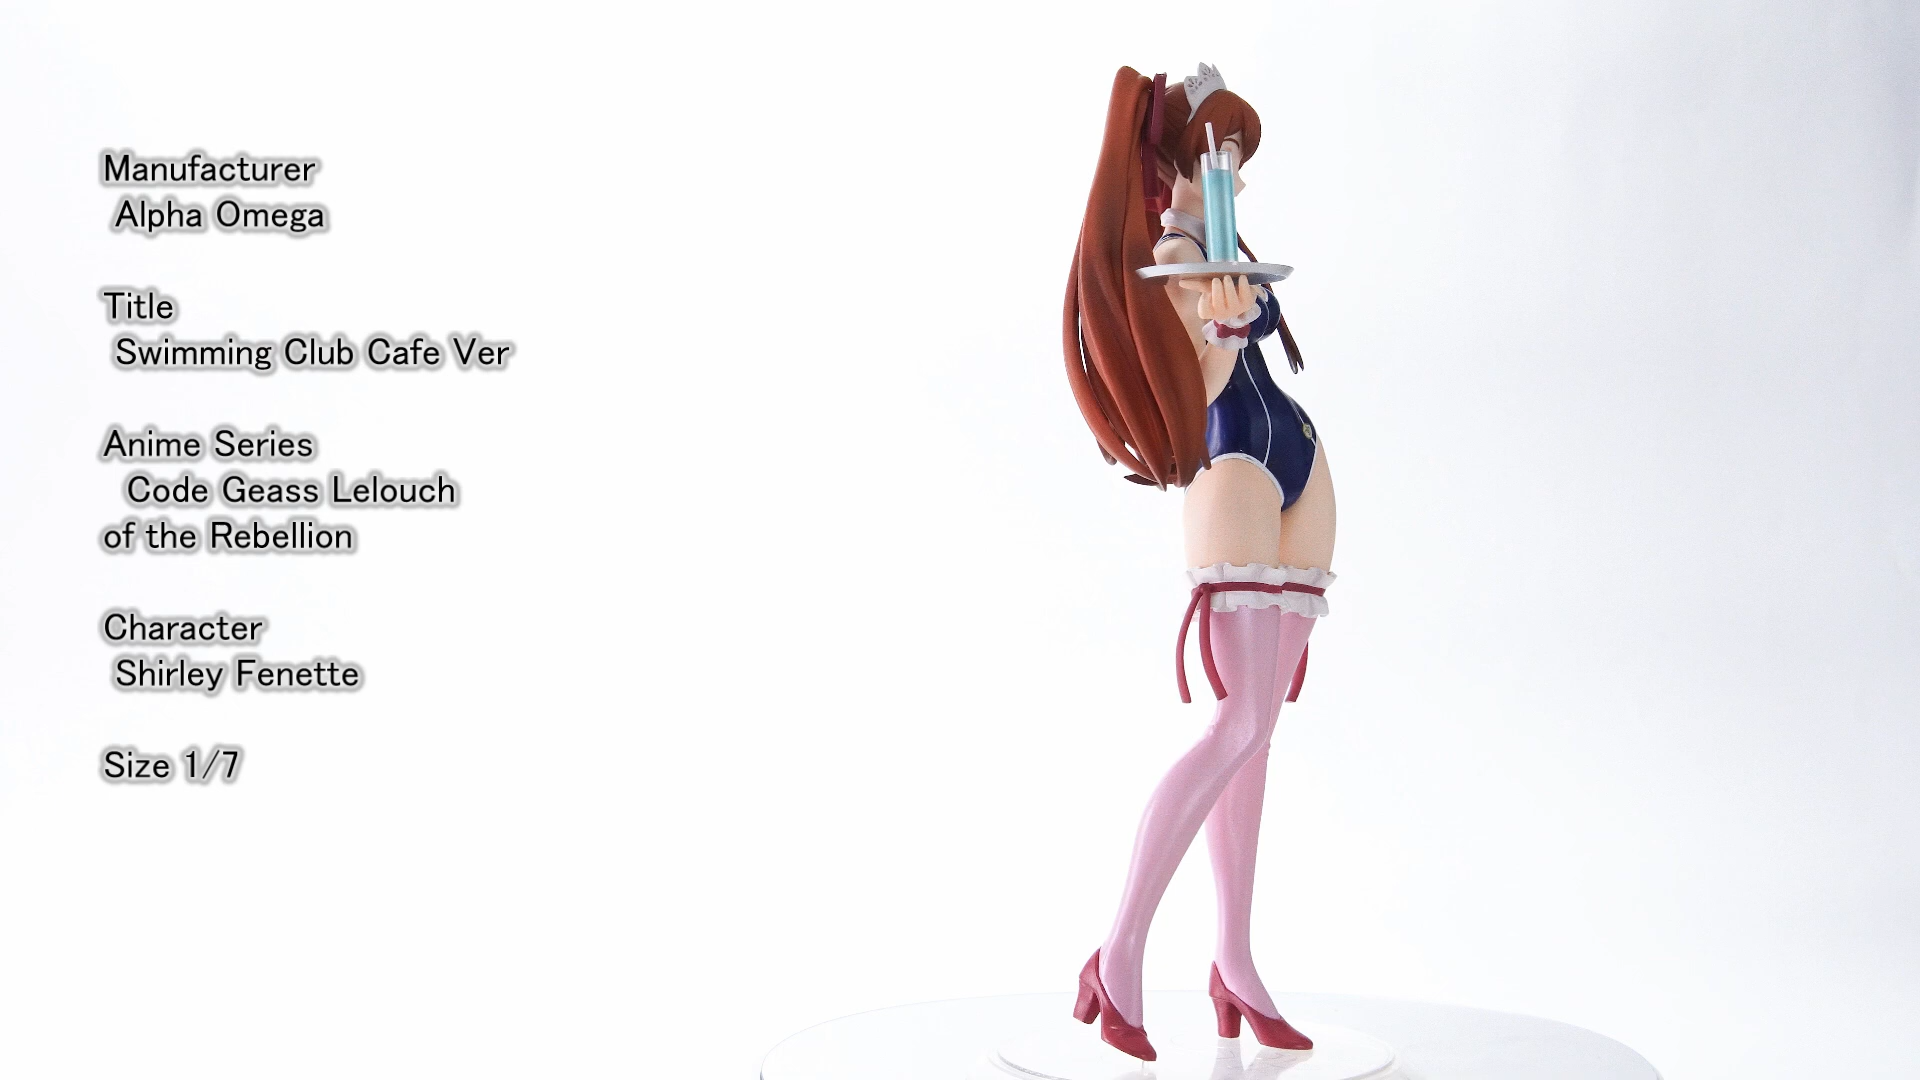 Manufacturer
Alpha Omega
Title
Swimming Club Cafe Ver
Anime Series
Code Geass Lelouch
of the Rebellion
Character
Shirley Fenette
Size 1/7